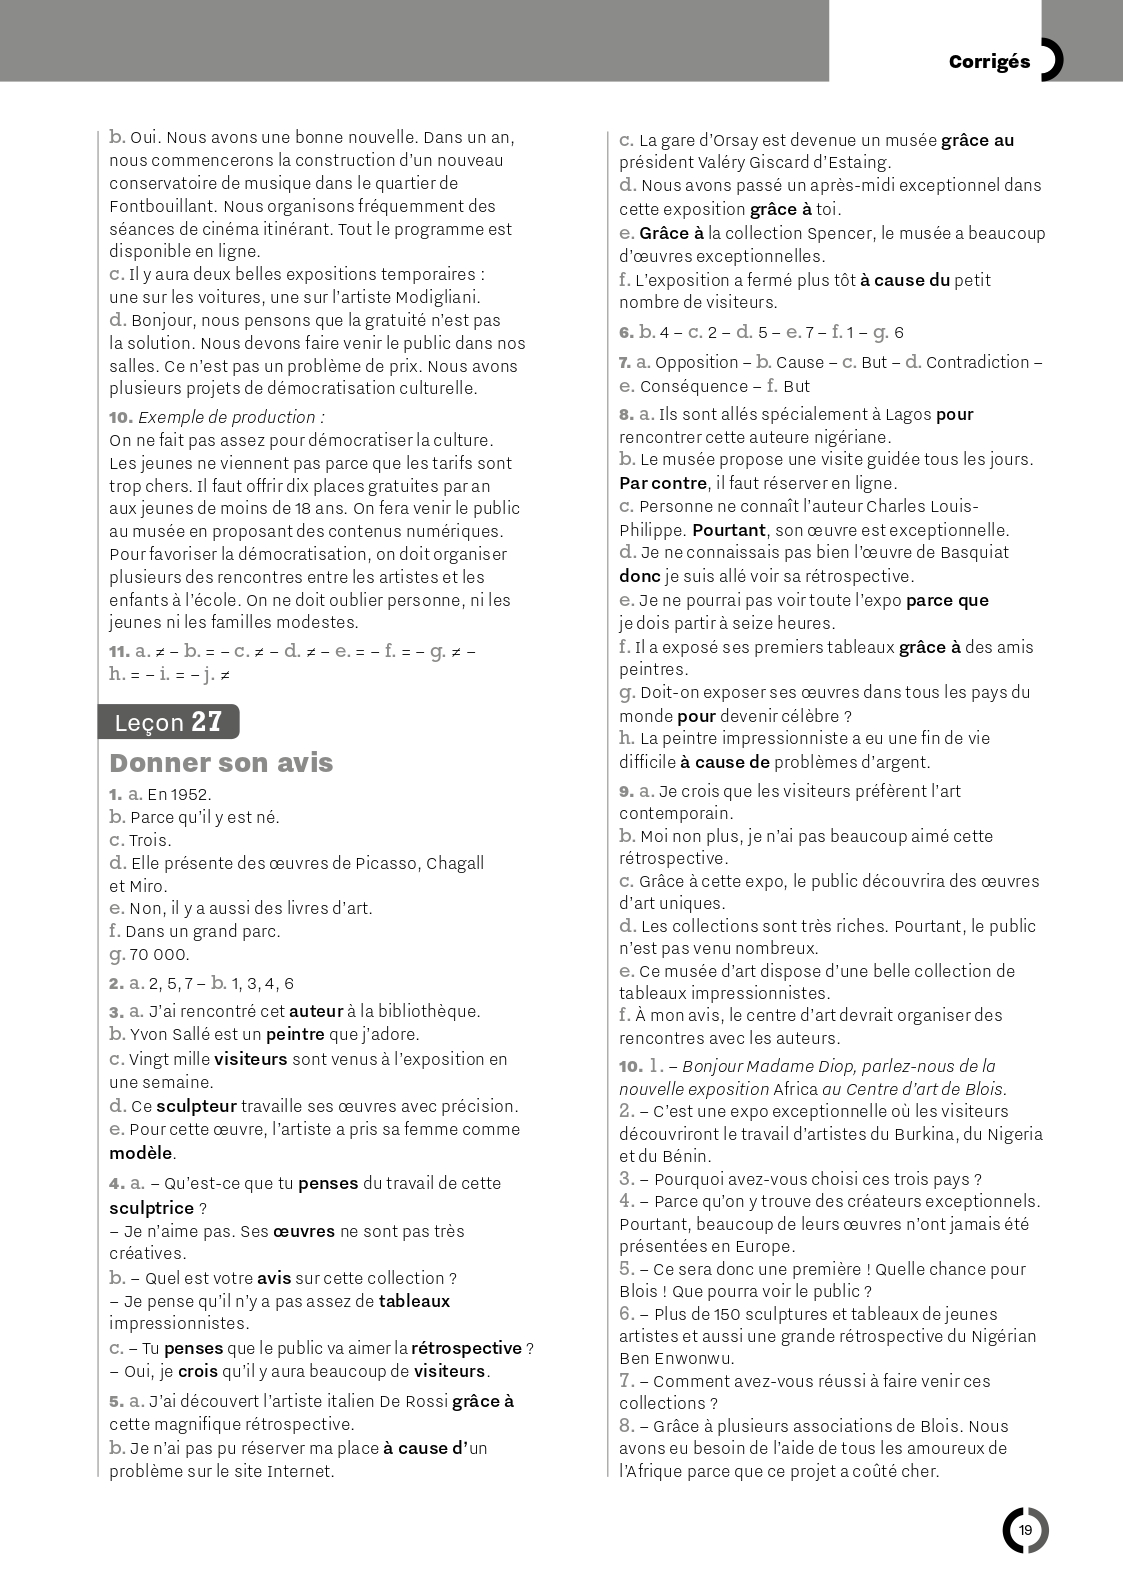 Corrigés
b. Oui. Nous avons une bonne nouvelle. Dans un an,
nous commencerons la construction d’un nouveau
conservatoire de musique dans le quartier de
Fontbouillant. Nous organisons fréquemment des
séances de cinéma itinérant. Tout le programme est
disponible en ligne.
c. Il y aura deux belles expositions temporaires :
une sur les voitures, une sur l’artiste Modigliani.
d. Bonjour, nous pensons que la gratuité n’est pas
la solution. Nous devons faire venir le public dans nos
salles. Ce n’est pas un problème de prix. Nous avons
plusieurs projets de démocratisation culturelle.
10. Exemple de production :
On ne fait pas assez pour démocratiser la culture.
Les jeunes ne viennent pas parce que les tarifs sont
trop chers. Il faut offrir dix places gratuites par an
aux jeunes de moins de 18 ans. On fera venir le public
au musée en proposant des contenus numériques.
Pour favoriser la démocratisation, on doit organiser
plusieurs des rencontres entre les artistes et les
enfants à l’école. On ne doit oublier personne, ni les
jeunes ni les familles modestes.
11. a. ≠ – b. = – c. ≠ – d. ≠ – e. = – f. = – g. ≠ –
h. = – i. = – j. ≠
Leçon 27
Donner son avis
1. a. En 1952.
b. Parce qu’il y est né.
c. Trois.
d. Elle présente des œuvres de Picasso, Chagall
et Miro.
e. Non, il y a aussi des livres d’art.
f. Dans un grand parc.
g. 70 000.
2. a. 2, 5, 7 – b. 1, 3, 4, 6
3. a. J’ai rencontré cet auteur à la bibliothèque.
b. Yvon Sallé est un peintre que j’adore.
c. Vingt mille visiteurs sont venus à l’exposition en
une semaine.
d. Ce sculpteur travaille ses œuvres avec précision.
e. Pour cette œuvre, l’artiste a pris sa femme comme
modèle.
4. a. – Qu’est-ce que tu penses du travail de cette
sculptrice ?
– Je n’aime pas. Ses œuvres ne sont pas très
créatives.
b. – Quel est votre avis sur cette collection ?
– Je pense qu’il n’y a pas assez de tableaux
impressionnistes.
c. – Tu penses que le public va aimer la rétrospective ?
– Oui, je crois qu’il y aura beaucoup de visiteurs.
5. a. J’ai découvert l’artiste italien De Rossi grâce à
cette magnifique rétrospective.
b. Je n’ai pas pu réserver ma place à cause d’un
problème sur le site Internet.
c. La gare d’Orsay est devenue un musée grâce au
président Valéry Giscard d’Estaing.
d. Nous avons passé un après-midi exceptionnel dans
cette exposition grâce à toi.
e. Grâce à la collection Spencer, le musée a beaucoup
d’œuvres exceptionnelles.
f. L’exposition a fermé plus tôt à cause du petit
nombre de visiteurs.
6. b. 4 – c. 2 – d. 5 – e. 7 – f. 1 – g. 6
7. a. Opposition – b. Cause – c. But – d. Contradiction –
e. Conséquence – f. But
8. a. Ils sont allés spécialement à Lagos pour
rencontrer cette auteure nigériane.
b. Le musée propose une visite guidée tous les jours.
Par contre, il faut réserver en ligne.
c. Personne ne connaît l’auteur Charles Louis-
Philippe. Pourtant, son œuvre est exceptionnelle.
d. Je ne connaissais pas bien l’œuvre de Basquiat
donc je suis allé voir sa rétrospective.
e. Je ne pourrai pas voir toute l’expo parce que
je dois partir à seize heures.
f. Il a exposé ses premiers tableaux grâce à des amis
peintres.
g. Doit-on exposer ses œuvres dans tous les pays du
monde pour devenir célèbre ?
h. La peintre impressionniste a eu une fin de vie
difficile à cause de problèmes d’argent.
9. a. Je crois que les visiteurs préfèrent l’art
contemporain.
b. Moi non plus, je n’ai pas beaucoup aimé cette
rétrospective.
c. Grâce à cette expo, le public découvrira des œuvres
d’art uniques.
d. Les collections sont très riches. Pourtant, le public
n’est pas venu nombreux.
e. Ce musée d’art dispose d’une belle collection de
tableaux impressionnistes.
f. À mon avis, le centre d’art devrait organiser des
rencontres avec les auteurs.
10. 1. – Bonjour Madame Diop, parlez-nous de la
nouvelle exposition Africa au Centre d’art de Blois.
2. – C’est une expo exceptionnelle où les visiteurs
découvriront le travail d’artistes du Burkina, du Nigeria
et du Bénin.
3. – Pourquoi avez-vous choisi ces trois pays ?
4. – Parce qu’on y trouve des créateurs exceptionnels.
Pourtant, beaucoup de leurs œuvres n’ont jamais été
présentées en Europe.
5. – Ce sera donc une première ! Quelle chance pour
Blois ! Que pourra voir le public ?
6. – Plus de 150 sculptures et tableaux de jeunes
artistes et aussi une grande rétrospective du Nigérian
Ben Enwonwu.
7. – Comment avez-vous réussi à faire venir ces
collections ?
8. – Grâce à plusieurs associations de Blois. Nous
avons eu besoin de l’aide de tous les amoureux de
l’Afrique parce que ce projet a coûté cher.
19